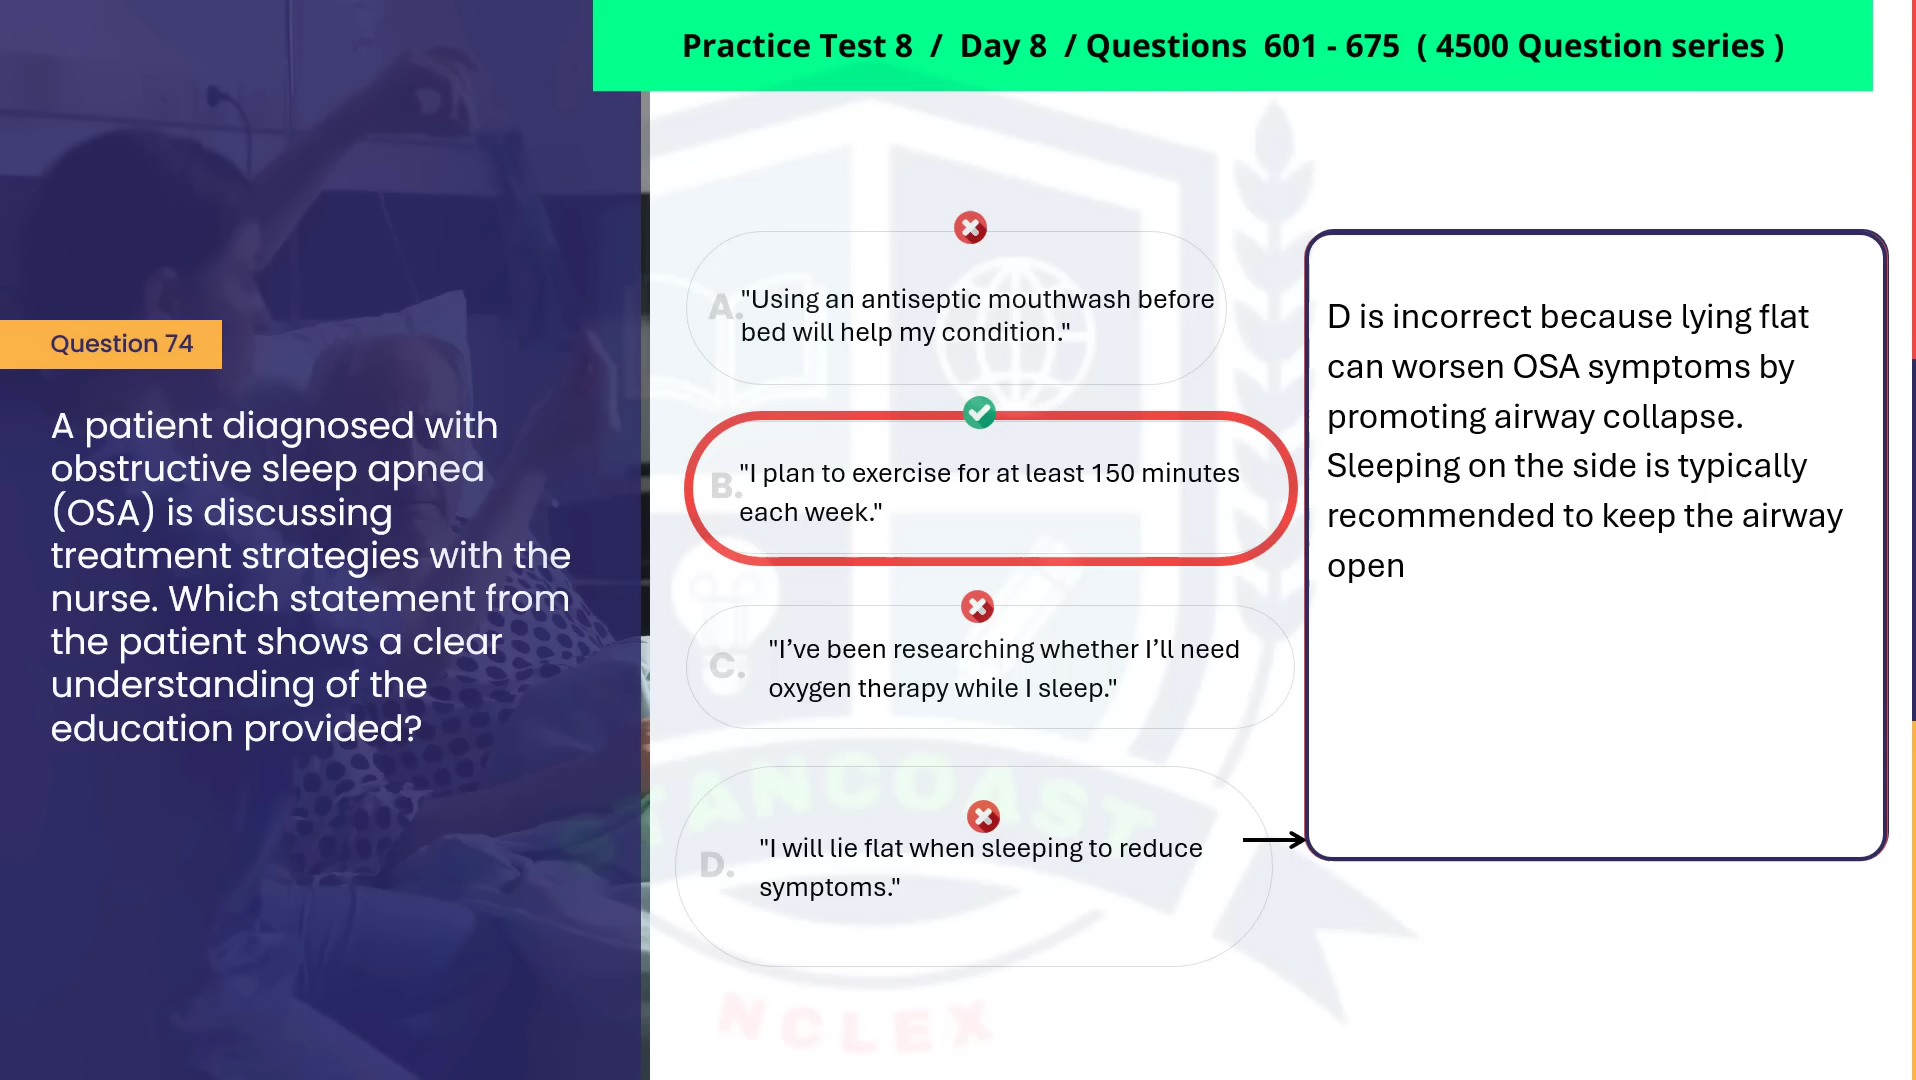 Practice Test 8 / Day 8 / Questions 601 - 675 ( 4500 Question series )
Question 74
A patient diagnosed with
obstructive sleep apnea
(OSA) is discussing
treatment strategies with the
nurse. Which statement from
the patient shows a clear
understanding of the
education provided?
A. "Using an antiseptic mouthwash before
bed will help my condition."
B. "I plan to exercise for at least 150 minutes
each week."
C. "I’ve been researching whether I’ll need
oxygen therapy while I sleep."
D. "I will lie flat when sleeping to reduce
symptoms."
D is incorrect because lying flat
can worsen OSA symptoms by
promoting airway collapse.
Sleeping on the side is typically
recommended to keep the airway
open
TANCOAST
NCLEX